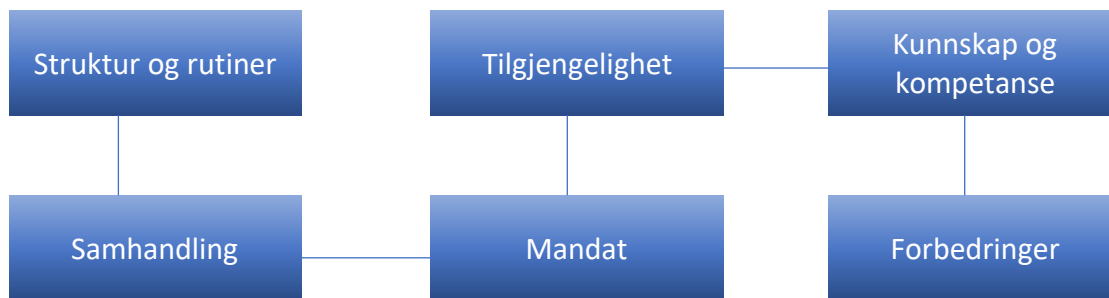 Struktur og rutiner
Tilgjengelighet
Kunnskap og
kompetanse
Samhandling
Mandat
Forbedringer